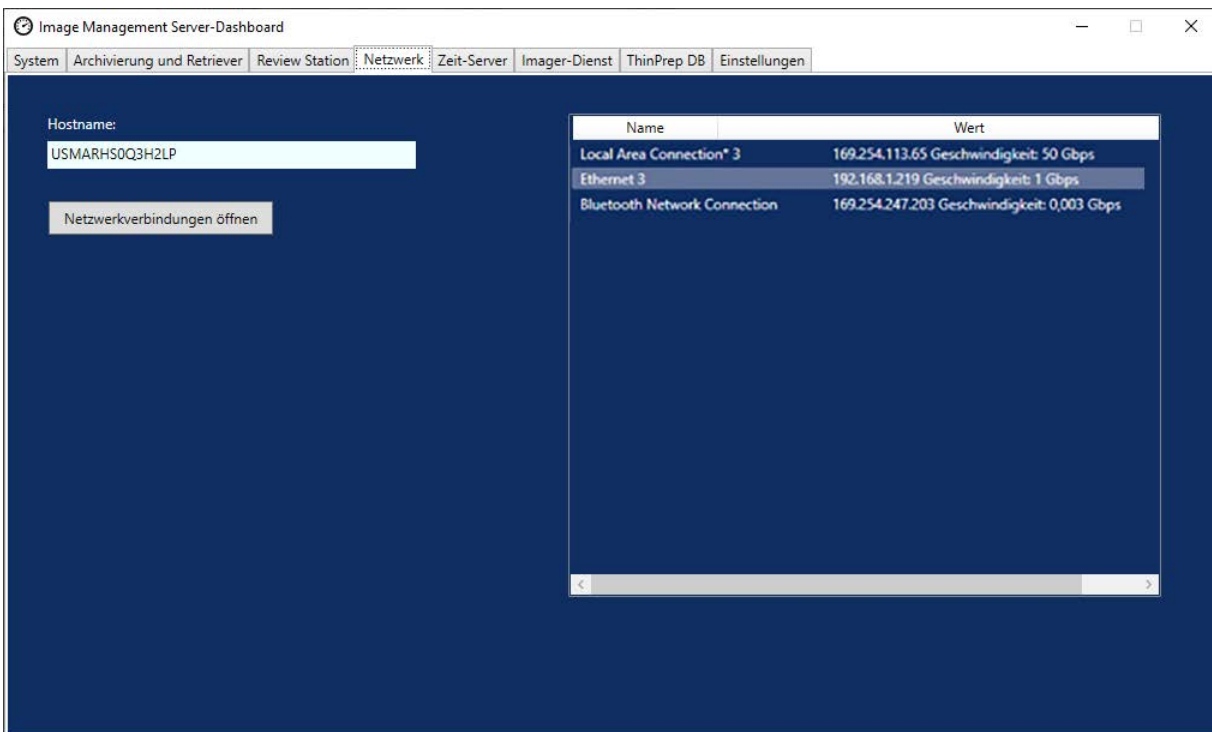 Image Management Server-Dashboard
System Archivierung und Retriever Review Station Netzwerk Zeit-Server Imager-Dienst ThinPrep DB Einstellungen
Hostname:
USMARHS0Q3H2LP
Netzwerkverbindungen öffnen
Name Wert
Local Area Connection* 3 169.254.113.65 Geschwindigkeit: 50 Gbps
Ethernet 3 192.168.1.219 Geschwindigkeit: 1 Gbps
Bluetooth Network Connection 169.254.247.203 Geschwindigkeit: 0,003 Gbps